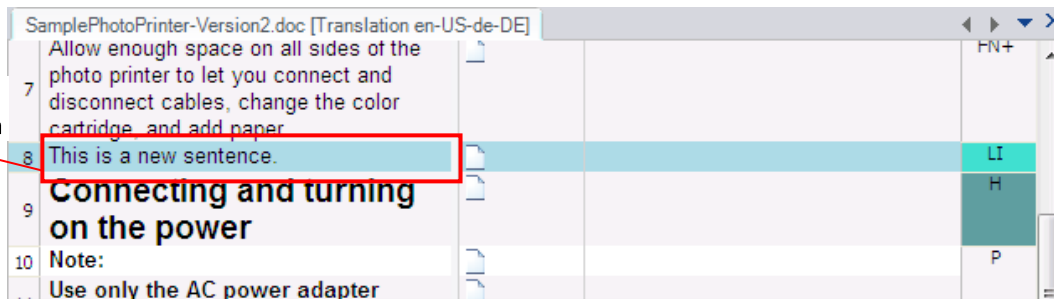 SamplePhotoPrinter-Version2.doc [Translation en-US-de-DE]
Allow enough space on all sides of the
FN+
photo printer to let you connect and
7
disconnect cables, change the color
cartridge, and add paper
8 This is a new sentence. LI
Connecting and turning H
9
on the power
10 Note: P
Use only the AC power adapter